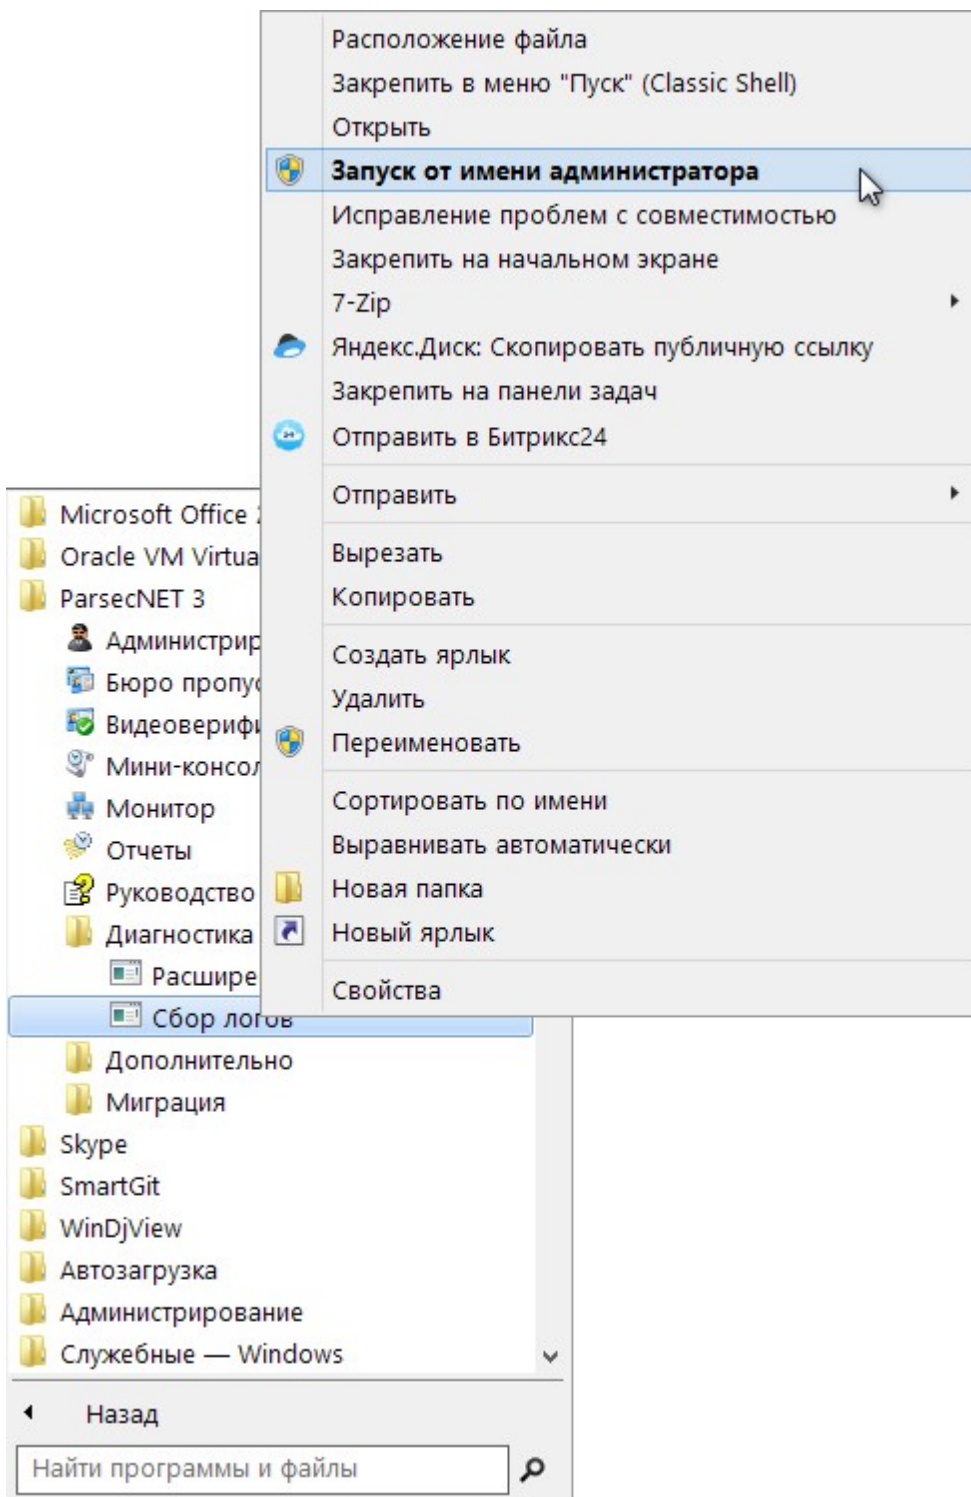 Расположение файла
Закрепить в меню "Пуск" (Classic Shell)
Открыть
Запуск от имени администратора
Исправление проблем с совместимостью
Закрепить на начальном экране
7-Zip
Яндекс.Диск: Скопировать публичную ссылку
Закрепить на панели задач
Отправить в Битрикс24
Отправить
Вырезать
Копировать
Создать ярлык
Удалить
Переименовать
Сортировать по имени
Выравнивать автоматически
Новая папка
Новый ярлык
Свойства
Microsoft Office
Oracle VM Virtua
ParsecNET 3
Администрир
Бюро пропус
Видеоверифи
Мини-консол
Монитор
Отчеты
Руководство
Диагностика
Расшире
Сбор логов
Дополнительно
Миграция
Skype
SmartGit
WinDjView
Автозагрузка
Администрирование
Служебные — Windows
Назад
Найти программы и файлы